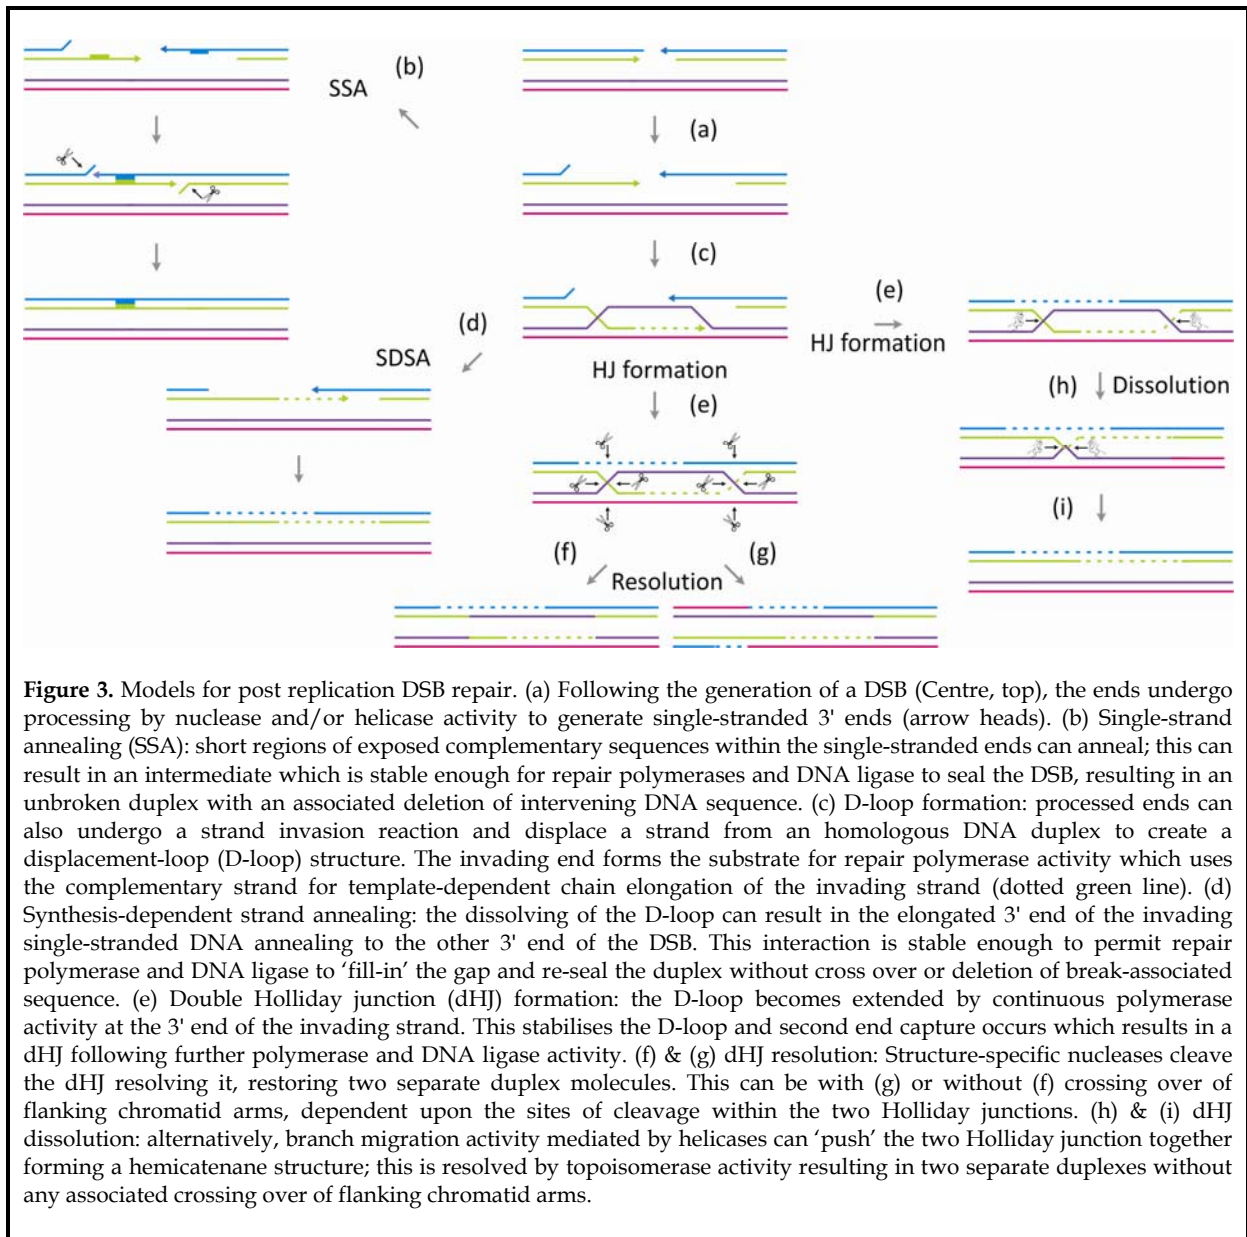 (b)
SSA
(a)
(c)
(d)
SDSA
HJ formation
(e)
(e)
HJ formation
(h) Dissolution
(i)
(f)
(g)
Resolution
Figure 3. Models for post replication DSB repair. (a) Following the generation of a DSB (Centre, top), the ends undergo
processing by nuclease and/or helicase activity to generate single-stranded 3' ends (arrow heads). (b) Single-strand
annealing (SSA): short regions of exposed complementary sequences within the single-stranded ends can anneal; this can
result in an intermediate which is stable enough for repair polymerases and DNA ligase to seal the DSB, resulting in an
unbroken duplex with an associated deletion of intervening DNA sequence. (c) D-loop formation: processed ends can
also undergo a strand invasion reaction and displace a strand from an homologous DNA duplex to create a
displacement-loop (D-loop) structure. The invading end forms the substrate for repair polymerase activity which uses
the complementary strand for template-dependent chain elongation of the invading strand (dotted green line). (d)
Synthesis-dependent strand annealing: the dissolving of the D-loop can result in the elongated 3' end of the invading
single-stranded DNA annealing to the other 3' end of the DSB. This interaction is stable enough to permit repair
polymerase and DNA ligase to ‘fill-in’ the gap and re-seal the duplex without cross over or deletion of break-associated
sequence. (e) Double Holliday junction (dHJ) formation: the D-loop becomes extended by continuous polymerase
activity at the 3' end of the invading strand. This stabilises the D-loop and second end capture occurs which results in a
dHJ following further polymerase and DNA ligase activity. (f) & (g) dHJ resolution: Structure-specific nucleases cleave
the dHJ resolving it, restoring two separate duplex molecules. This can be with (g) or without (f) crossing over of
flanking chromatid arms, dependent upon the sites of cleavage within the two Holliday junctions. (h) & (i) dHJ
dissolution: alternatively, branch migration activity mediated by helicases can ‘push’ the two Holliday junction together
forming a hemicatenane structure; this is resolved by topoisomerase activity resulting in two separate duplexes without
any associated crossing over of flanking chromatid arms.